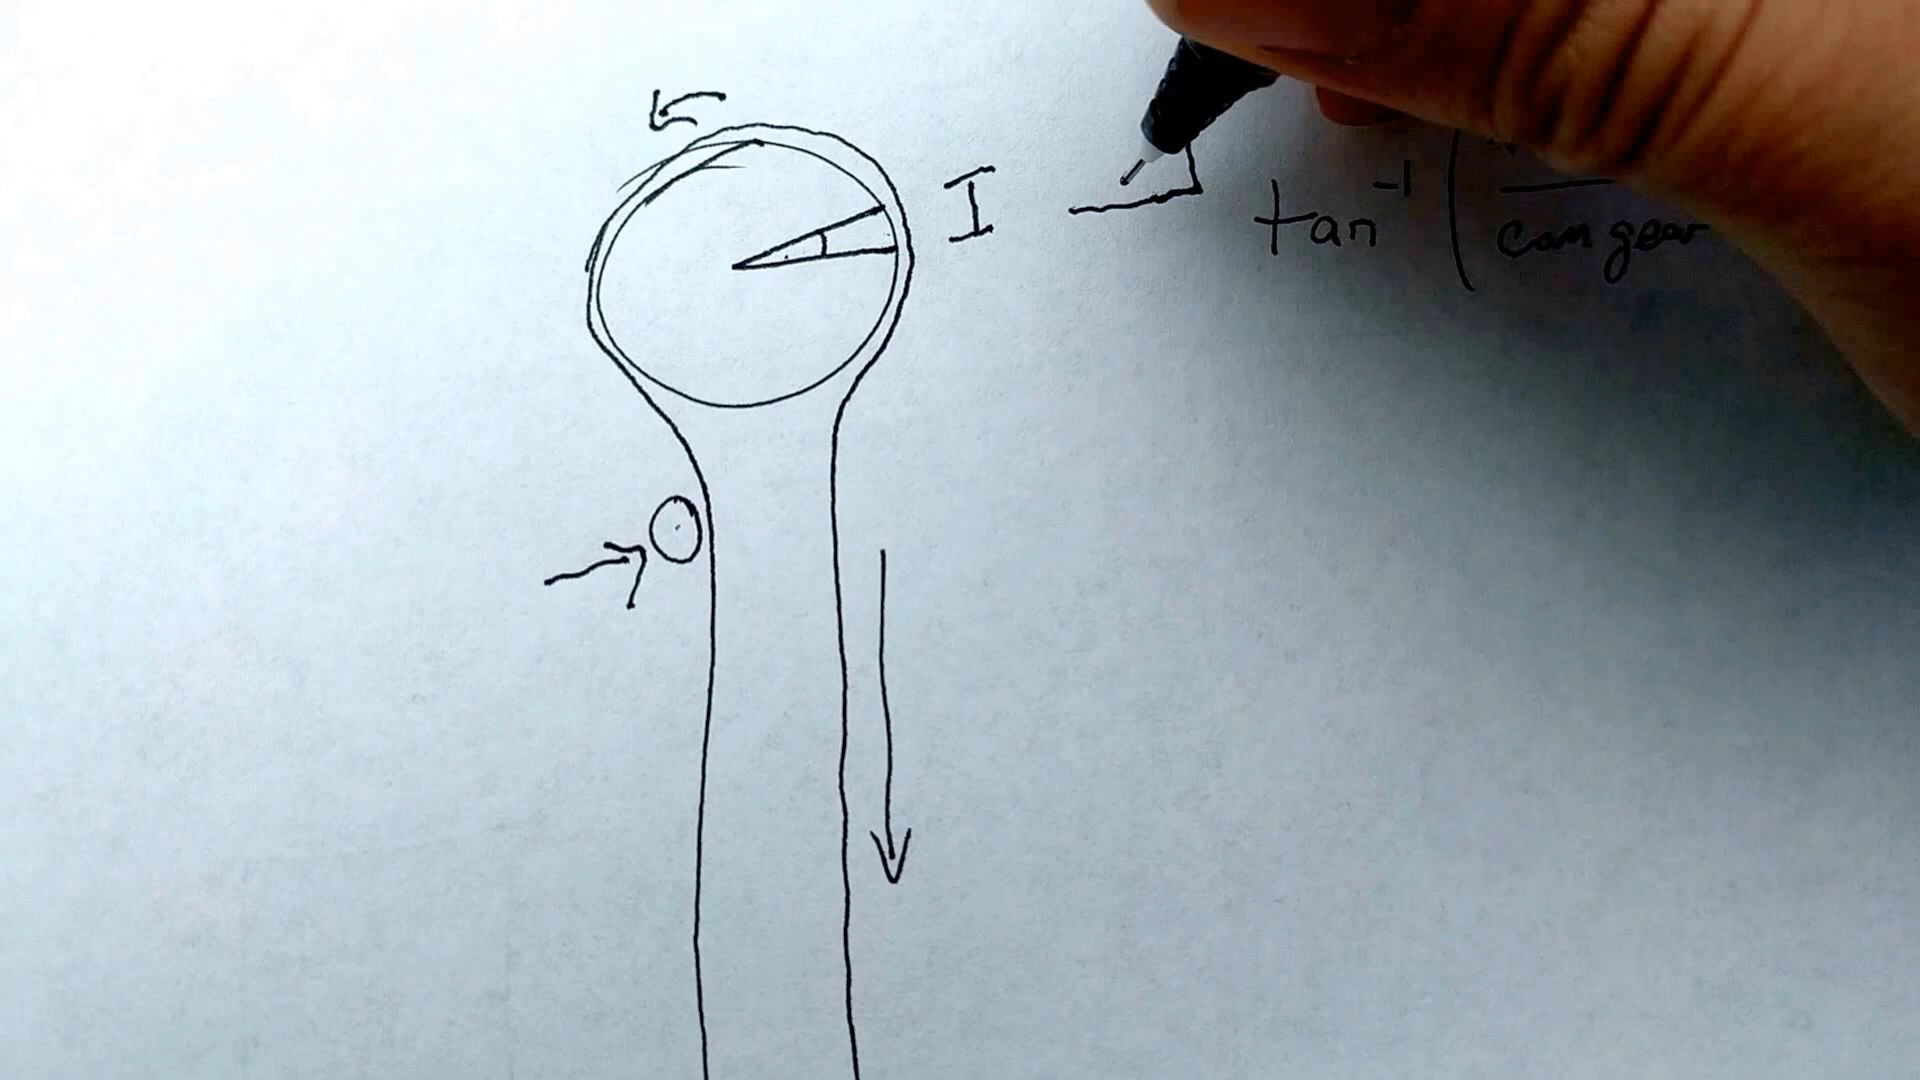 I
tan⁻¹ (
cam gear